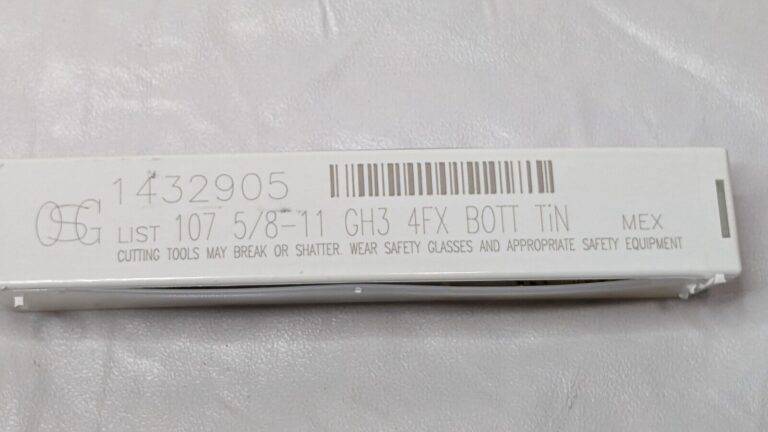 1432905
OSG LIST 107 5/8-11 GH3 4FX BOTT TiN MEX
CUTTING TOOLS MAY BREAK OR SHATTER. WEAR SAFETY GLASSES AND APPROPRIATE SAFETY EQUIPMENT